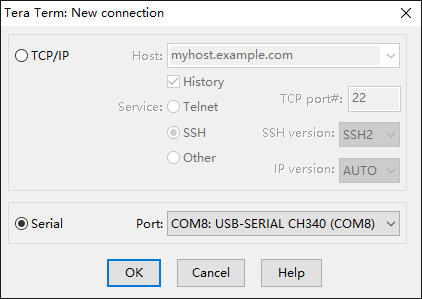 Tera Term: New connection
TCP/IP
Host: myhost.example.com
History
Service: Telnet
TCP port#: 22
SSH
SSH version: SSH2
Other
IP version: AUTO
Serial
Port: COM8: USB-SERIAL CH340 (COM8)
OK Cancel Help